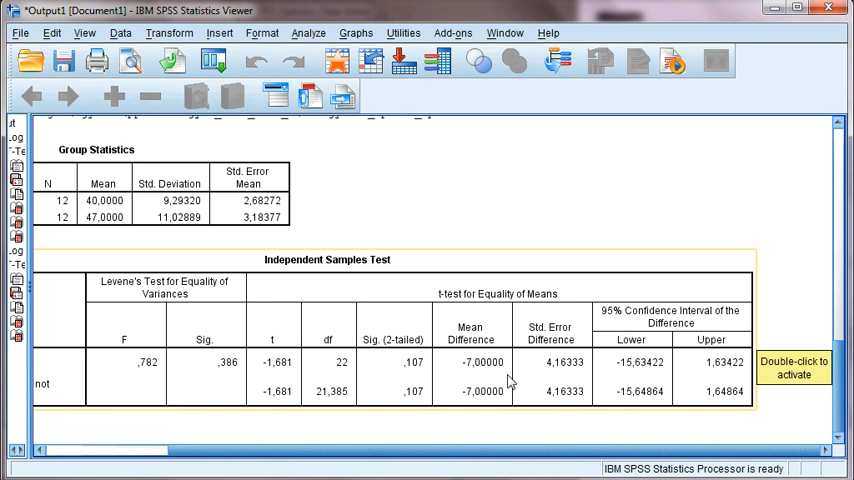 *Output1 [Document1] - IBM SPSS Statistics Viewer
File Edit View Data Transform Insert Format Analyze Graphs Utilities Add-ons Window Help
ut
Log
Group Statistics
N Mean Std. Deviation Std. Error Mean
12 40,0000 9,29320 2,68272
12 47,0000 11,02889 3,18377
Log
Independent Samples Test
Levene's Test for Equality of Variances
t-test for Equality of Means
95% Confidence Interval of the Difference
F Sig. t df Sig. (2-tailed) Mean Difference Std. Error Difference Lower Upper
,782 ,386 -1,681 22 ,107 -7,00000 4,16333 -15,63422 1,63422
not -1,681 21,385 ,107 -7,00000 4,16333 -15,64864 1,64864
Double-click to
activate
IBM SPSS Statistics Processor is ready